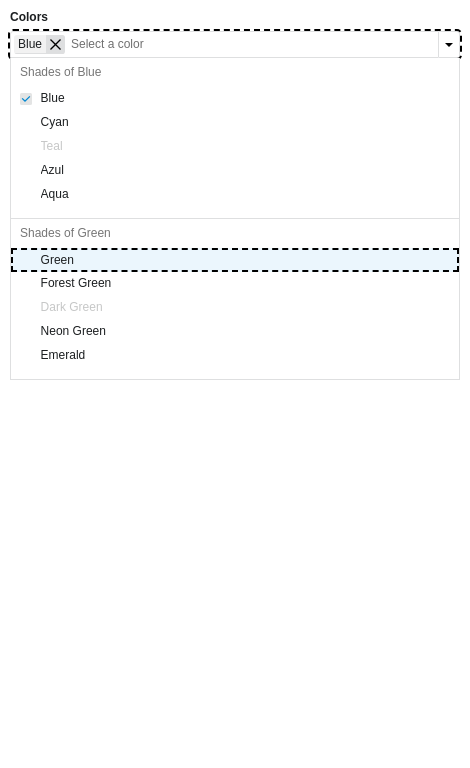 Colors
Blue Select a color
Shades of Blue
Blue
Cyan
Teal
Azul
Aqua
Shades of Green
Green
Forest Green
Dark Green
Neon Green
Emerald